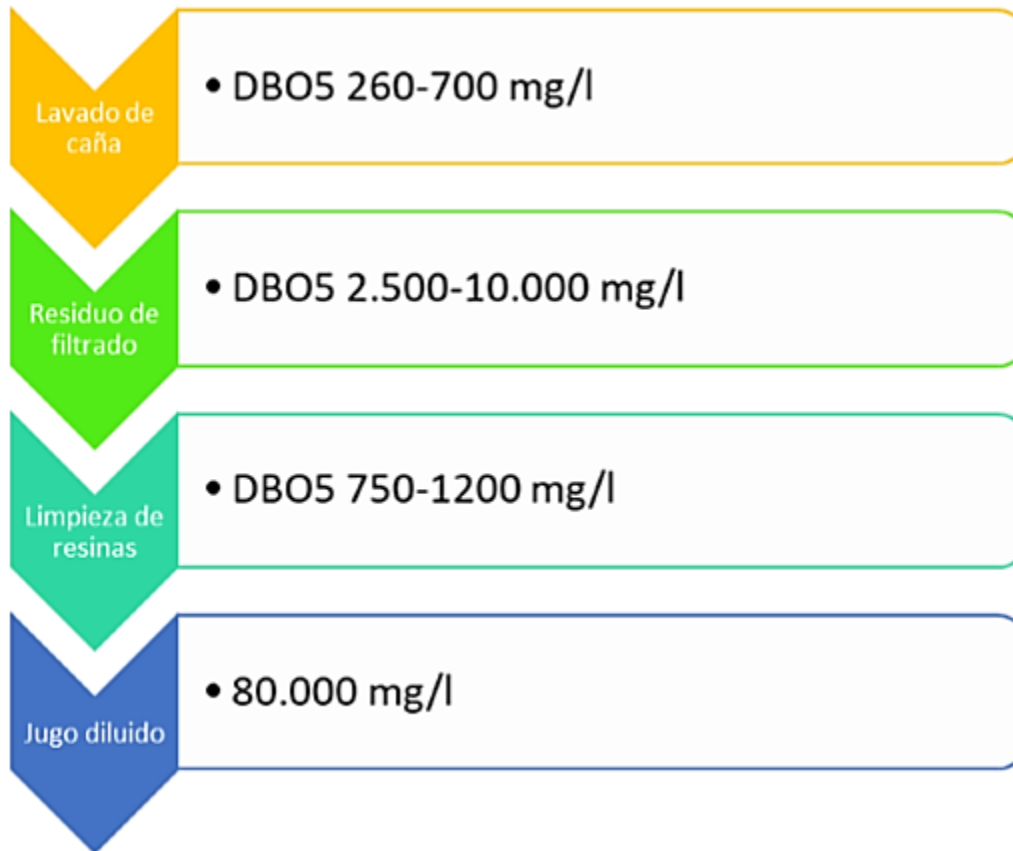 Lavado de
caña
• DBO5 260-700 mg/l
Residuo de
filtrado
• DBO5 2.500-10.000 mg/l
Limpieza de
resinas
• DBO5 750-1200 mg/l
Jugo diluido
• 80.000 mg/l